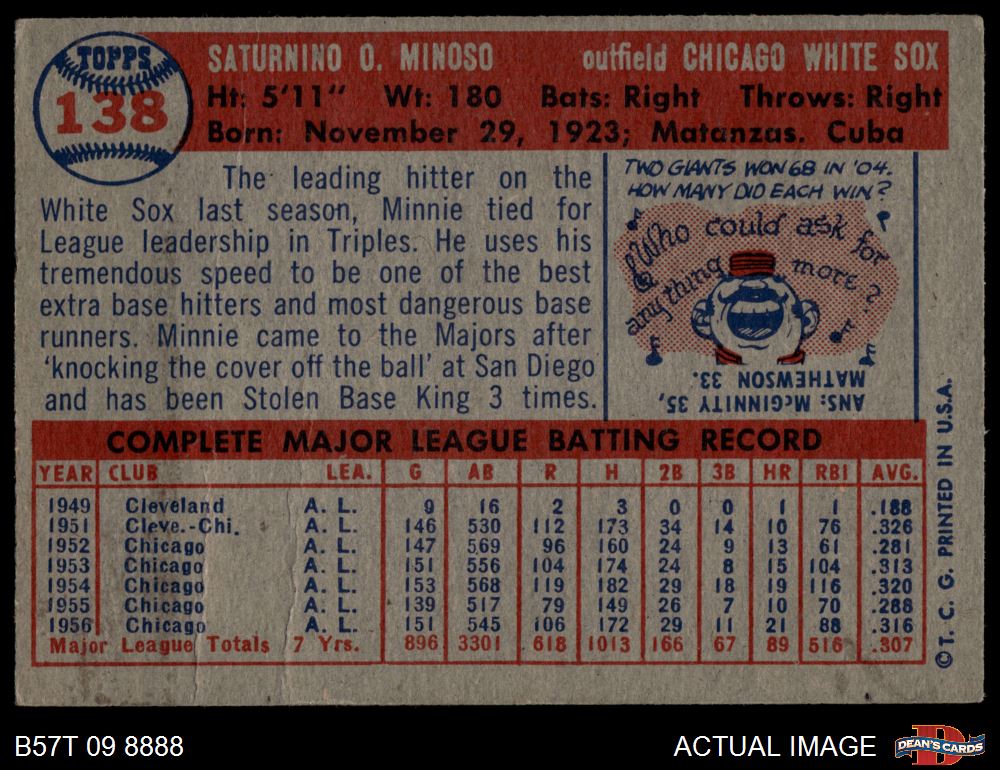 TOPPS
138
SATURNINO O. MINOSO outfield CHICAGO WHITE SOX
Ht: 5'11" Wt: 180 Bats: Right Throws: Right
Born: November 29, 1923; Matanzas. Cuba
The leading hitter on the
White Sox last season, Minnie tied for
League leadership in Triples. He uses his
tremendous speed to be one of the best
extra base hitters and most dangerous base
runners. Minnie came to the Majors after
'knocking the cover off the ball' at San Diego
and has been Stolen Base King 3 times.
TWO GIANTS WON 68 IN '04.
HOW MANY DID EACH WIN?
Who could ask for
anything more?
ANS: McGINNITY 35,
MATHEWSON 33.
COMPLETE MAJOR LEAGUE BATTING RECORD
YEAR CLUB LEA. G AB R H 2B 3B HR RBI AVG.
1949 Cleveland A. L. 9 16 2 3 0 0 1 1 .188
1951 Cleve.-Chi. A. L. 146 530 112 173 34 14 10 76 .326
1952 Chicago A. L. 147 569 96 160 24 9 13 61 .281
1953 Chicago A. L. 151 556 104 174 24 8 15 104 .313
1954 Chicago A. L. 153 568 119 182 29 18 19 116 .320
1955 Chicago A. L. 139 517 79 149 26 7 10 70 .288
1956 Chicago A. L. 151 545 106 172 29 11 21 88 .316
Major League Totals 7 Yrs. 896 3301 618 1013 166 67 89 516 .307
© T. C. G. PRINTED IN U.S.A.
B57T 09 8888
ACTUAL IMAGE
DEAN'S CARDS